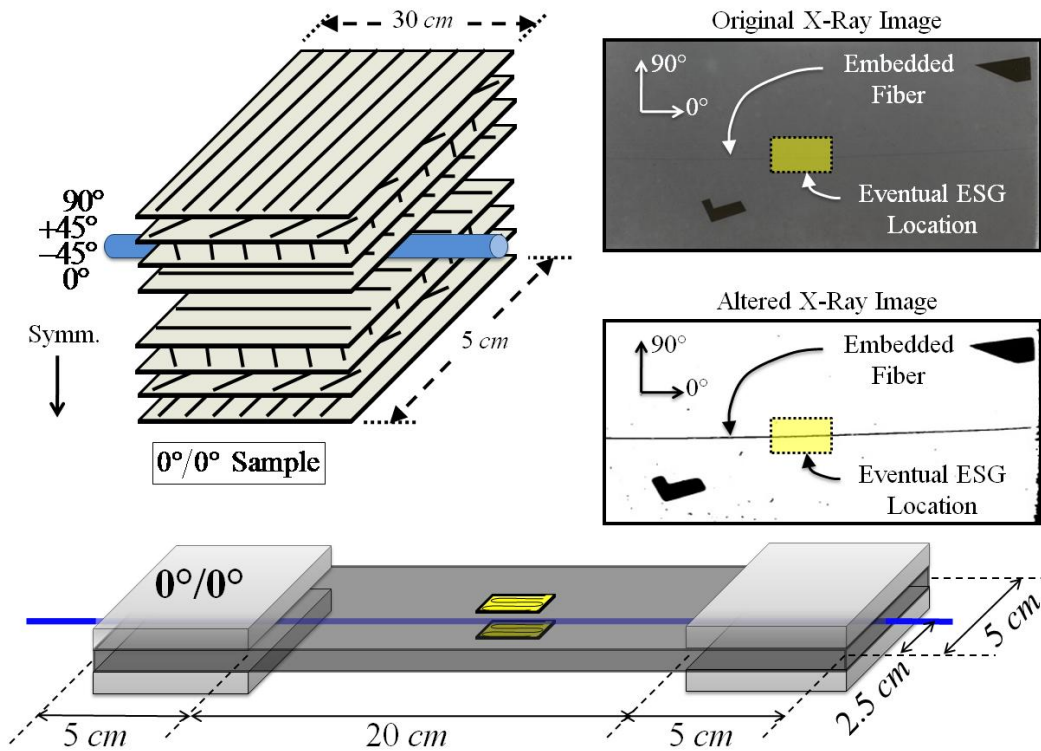 30 cm
90°
+45°
−45°
0°
Symm.
5 cm
0°/0° Sample
Original X-Ray Image
90°
0°
Embedded
Fiber
Eventual ESG
Location
Altered X-Ray Image
90°
0°
Embedded
Fiber
Eventual ESG
Location
0°/0°
5 cm
20 cm
5 cm
2.5 cm
5 cm